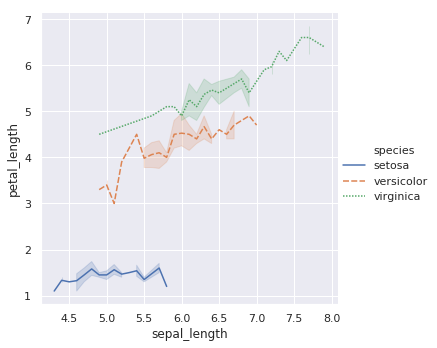 7
6
5
4
3
2
1
petal_length
4.5 5.0 5.5 6.0 6.5 7.0 7.5 8.0
sepal_length
species
setosa
versicolor
virginica